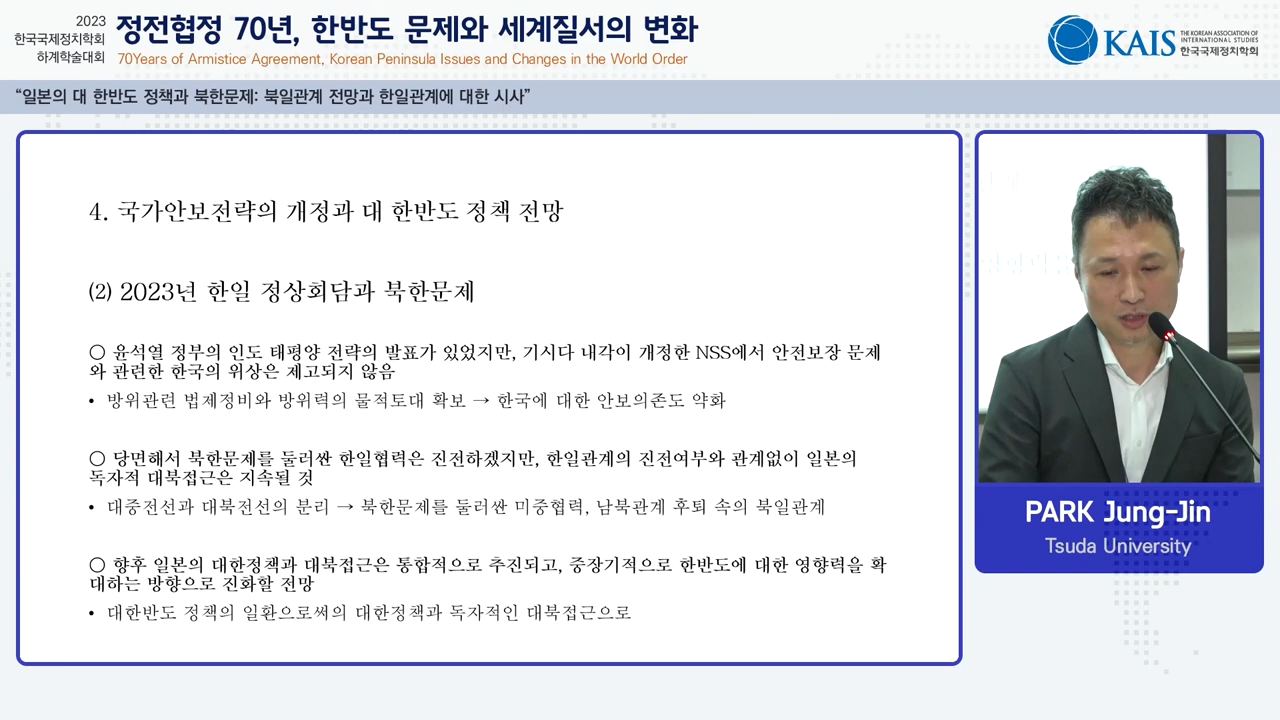 2023
한국국제정치학회
하계학술대회
정전협정 70년, 한반도 문제와 세계질서의 변화
70Years of Armistice Agreement, Korean Peninsula Issues and Changes in the World Order
KAIS
THE KOREAN ASSOCIATION OF
INTERNATIONAL STUDIES
한국국제정치학회
“일본의 대 한반도 정책과 북한문제: 북일관계 전망과 한일관계에 대한 시사”
4. 국가안보전략의 개정과 대 한반도 정책 전망
(2) 2023년 한일 정상회담과 북한문제
○ 윤석열 정부의 인도 태평양 전략의 발표가 있었지만, 기시다 내각이 개정한 NSS에서 안전보장 문제
와 관련한 한국의 위상은 제고되지 않음
• 방위관련 법제정비와 방위력의 물적토대 확보 → 한국에 대한 안보의존도 약화
○ 당면해서 북한문제를 둘러싼 한일협력은 진전하겠지만, 한일관계의 진전여부와 관계없이 일본의
독자적 대북접근은 지속될 것
• 대중전선과 대북전선의 분리 → 북한문제를 둘러싼 미중협력, 남북관계 후퇴 속의 북일관계
○ 향후 일본의 대한정책과 대북접근은 통합적으로 추진되고, 중장기적으로 한반도에 대한 영향력을 확
대하는 방향으로 진화할 전망
• 대한반도 정책의 일환으로써의 대한정책과 독자적인 대북접근으로
PARK Jung-Jin
Tsuda University